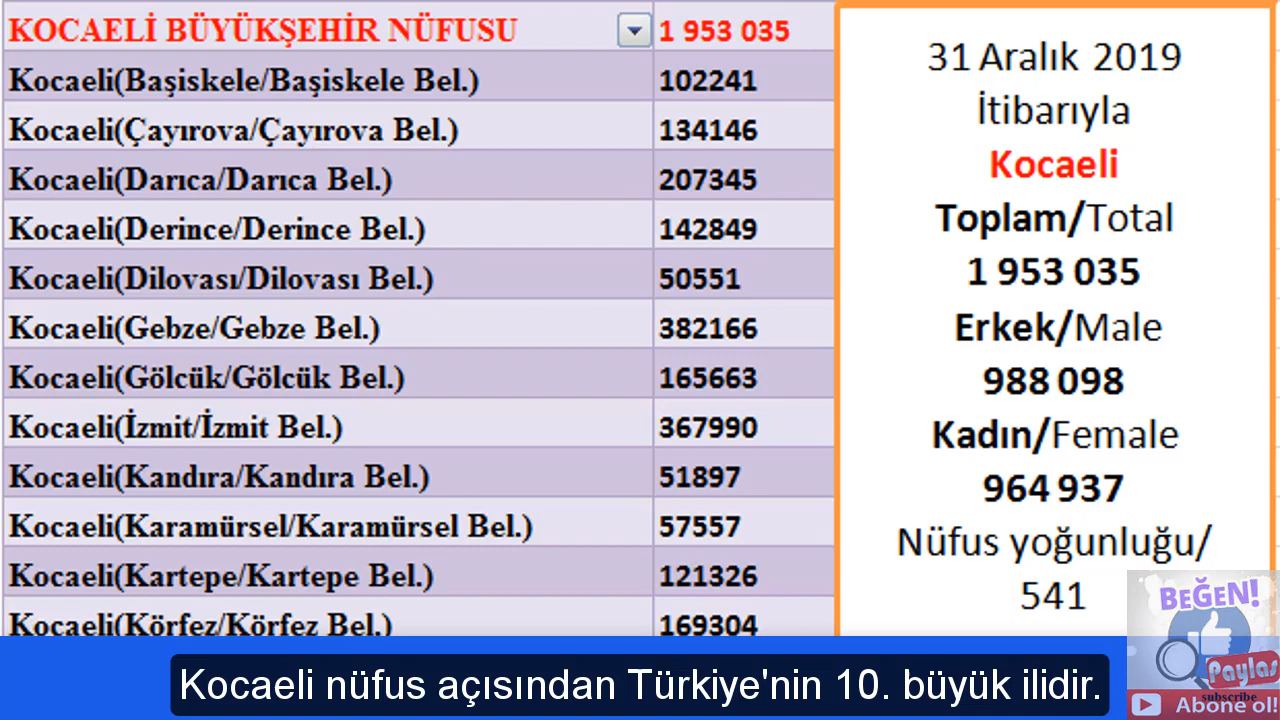 KOCAELİ BÜYÜKŞEHİR NÜFUSU 1 953 035
Kocaeli(Başiskele/Başiskele Bel.) 102241
Kocaeli(Çayırova/Çayırova Bel.) 134146
Kocaeli(Darıca/Darıca Bel.) 207345
Kocaeli(Derince/Derince Bel.) 142849
Kocaeli(Dilovası/Dilovası Bel.) 50551
Kocaeli(Gebze/Gebze Bel.) 382166
Kocaeli(Gölcük/Gölcük Bel.) 165663
Kocaeli(İzmit/İzmit Bel.) 367990
Kocaeli(Kandıra/Kandıra Bel.) 51897
Kocaeli(Karamürsel/Karamürsel Bel.) 57557
Kocaeli(Kartepe/Kartepe Bel.) 121326
Kocaeli(Körfez/Körfez Bel.) 169304
31 Aralık 2019
İtibarıyla
Kocaeli
Toplam/Total
1 953 035
Erkek/Male
988 098
Kadın/Female
964 937
Nüfus yoğunluğu/
541
BEĞEN!
Paylaş
subscribe
Abone ol!
Kocaeli nüfus açısından Türkiye'nin 10. büyük ilidir.